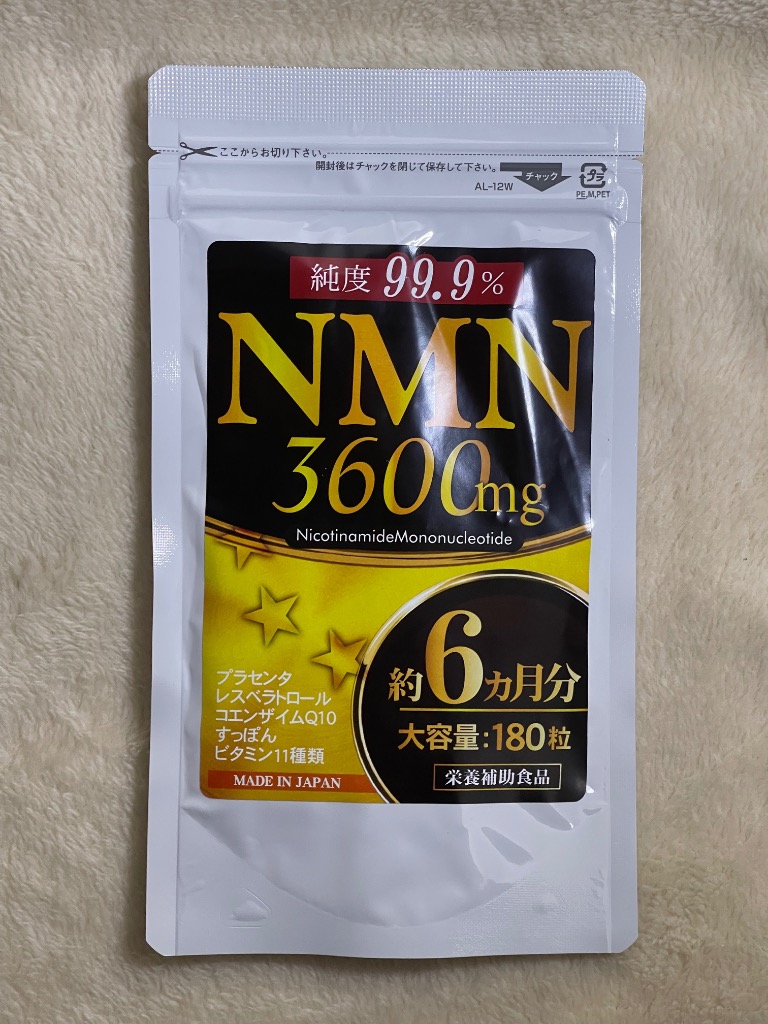 ここからお切り下さい。
開封後はチャックを閉じて保存して下さい。
チャック
AL-12W
プラ
PE,M,PET
純度 99.9%
NMN
3600mg
NicotinamideMononucleotide
プラセンタ
レスベラトロール
コエンザイムQ10
すっぽん
ビタミン11種類
MADE IN JAPAN
約6ヵ月分
大容量:180粒
栄養補助食品